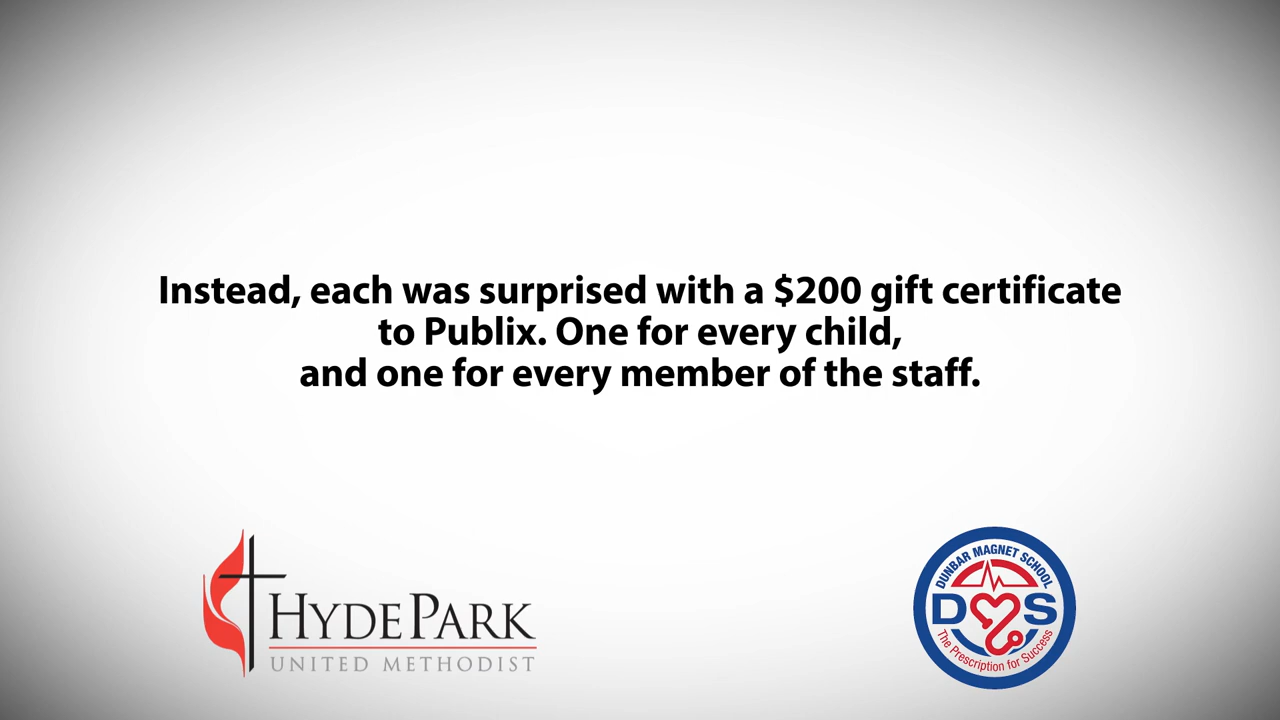 Instead, each was surprised with a $200 gift certificate
to Publix. One for every child,
and one for every member of the staff.
HYDE PARK
UNITED METHODIST
DUNBAR MAGNET SCHOOL
D S
The Prescription for Success